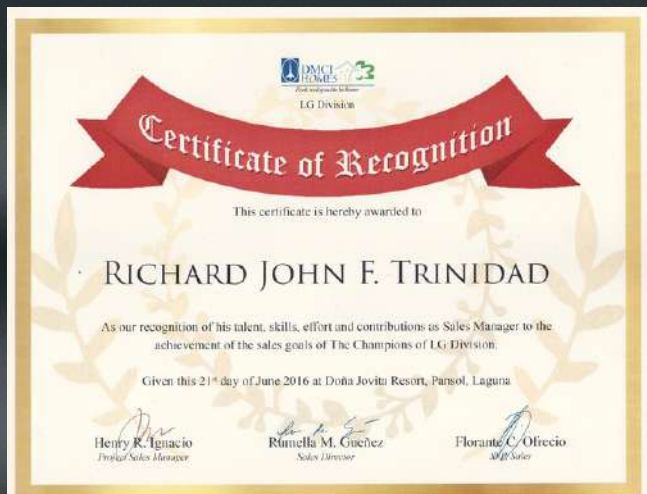 DMCI
HOMES
LG Division
Certificate of Recognition
This certificate is hereby awarded to
RICHARD JOHN F. TRINIDAD
As our recognition of his talent, skills, effort and contributions as Sales Manager to the
achievement of the sales goals of The Champions of LG Division.
Given this 21st day of June 2016 at Doña Jovita Resort, Pansol, Laguna
Henry R. Ignacio
Rumella M. Gueñez
Florante C. Ofrecio
Project Sales Manager
Sales Director
Sales